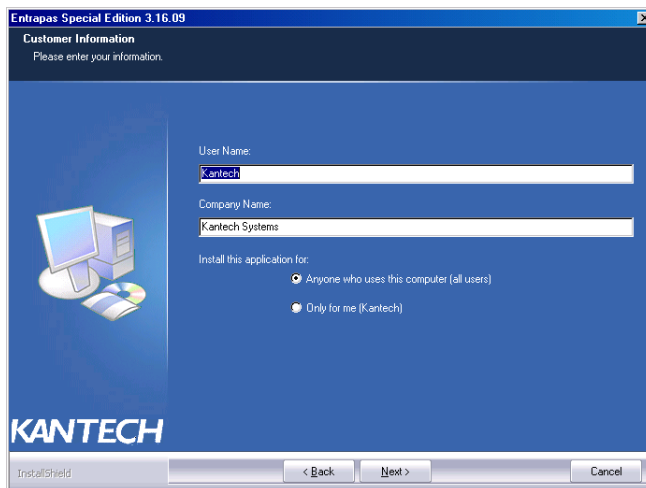 Entrapas Special Edition 3.16.09
Customer Information
Please enter your information.
User Name:
Kantech
Company Name:
Kantech Systems
Install this application for:
Anyone who uses this computer (all users)
Only for me (Kantech)
KANTECH
InstallShield
< Back
Next >
Cancel